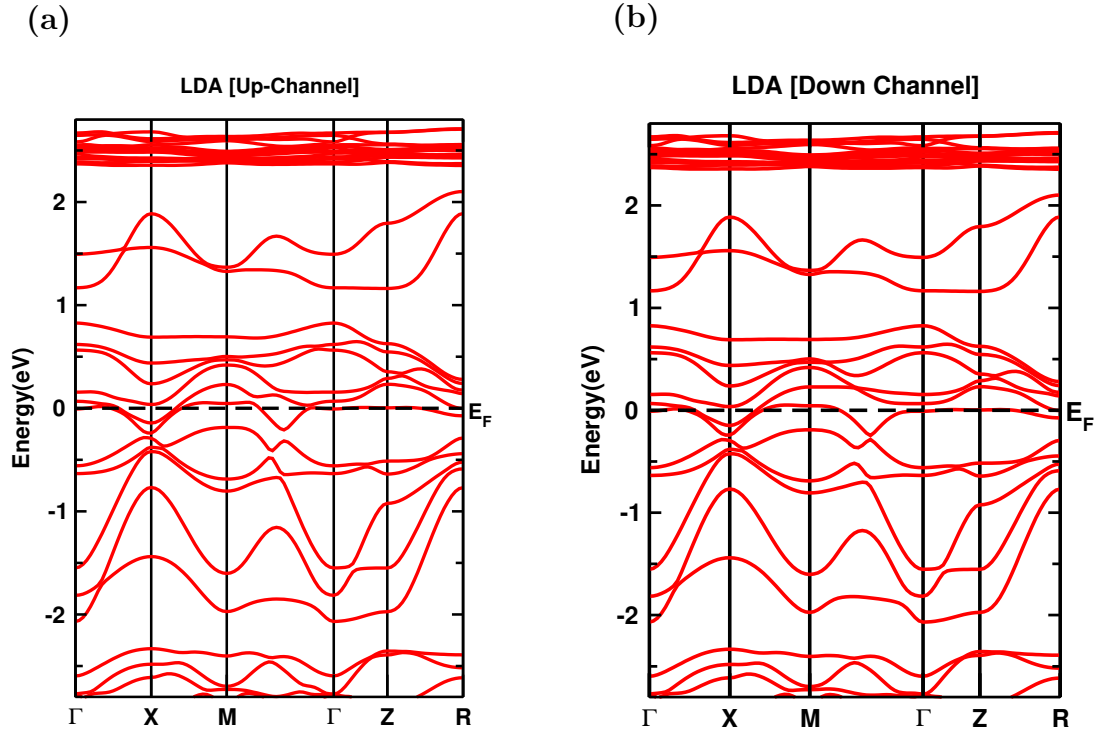 (a)
LDA [Up-Channel]
Energy(eV)
2
1
0
-1
-2
E_F
Γ X M Γ Z R
(b)
LDA [Down Channel]
Energy(eV)
2
1
0
-1
-2
E_F
Γ X M Γ Z R